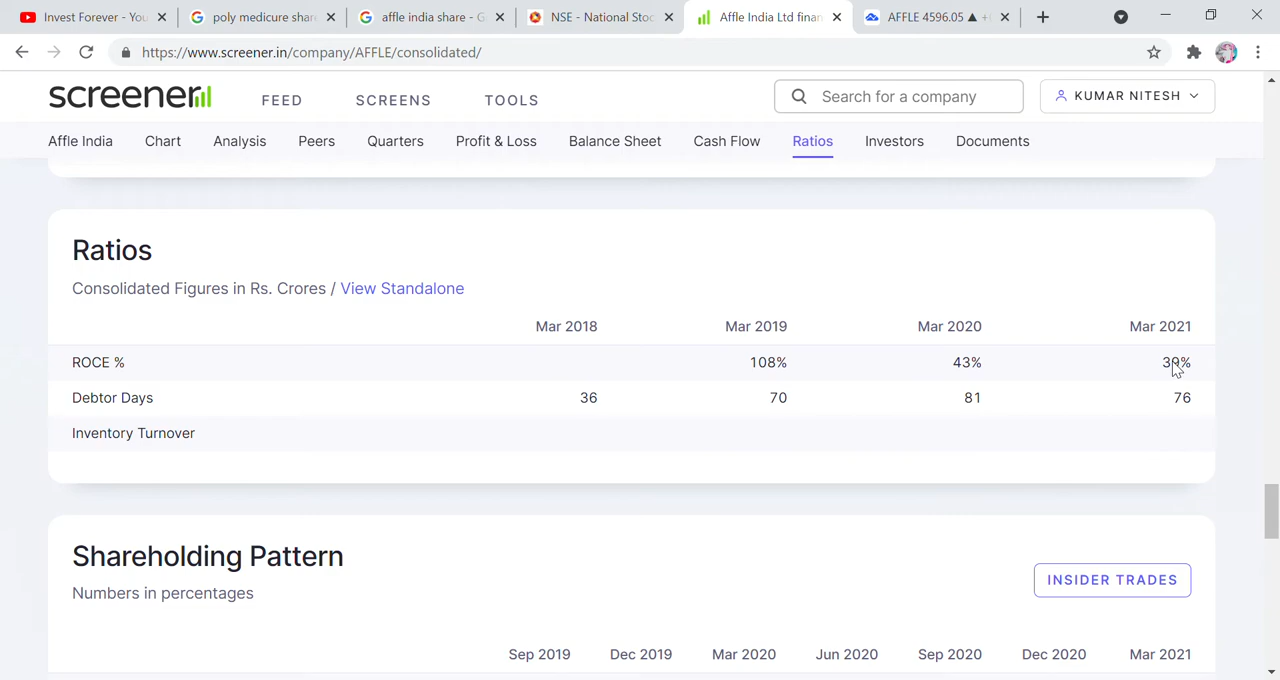 Invest Forever - You
poly medicure shar
affle india share - G
NSE - National Stoc
Affle India Ltd finan
AFFLE 4596.05 ▲ +
https://www.screener.in/company/AFFLE/consolidated/
screener
FEED
SCREENS
TOOLS
Search for a company
KUMAR NITESH
Affle India
Chart
Analysis
Peers
Quarters
Profit & Loss
Balance Sheet
Cash Flow
Ratios
Investors
Documents
Ratios
Consolidated Figures in Rs. Crores / View Standalone
Mar 2018 Mar 2019 Mar 2020 Mar 2021
ROCE % 108% 43%
Debtor Days 36 70 81 76
Inventory Turnover
Shareholding Pattern
INSIDER TRADES
Numbers in percentages
Sep 2019 Dec 2019 Mar 2020 Jun 2020 Sep 2020 Dec 2020 Mar 2021